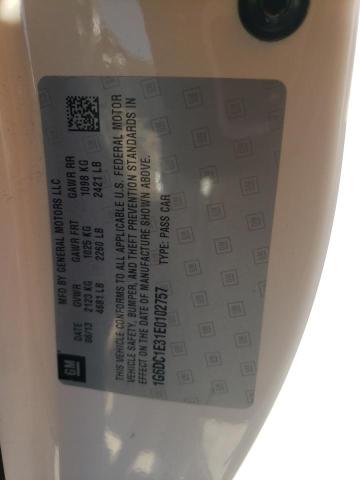 GM
MFD BY GENERAL MOTORS LLC
DATE GVWR GAWR FRT GAWR RR
06/13 2123 KG 1025 KG 1098 KG
4681 LB 2260 LB 2421 LB
THIS VEHICLE CONFORMS TO ALL APPLICABLE U.S. FEDERAL MOTOR
VEHICLE SAFETY, BUMPER, AND THEFT PREVENTION STANDARDS IN
EFFECT ON THE DATE OF MANUFACTURE SHOWN ABOVE.
1G6DC1E31E0102757 TYPE: PASS CAR